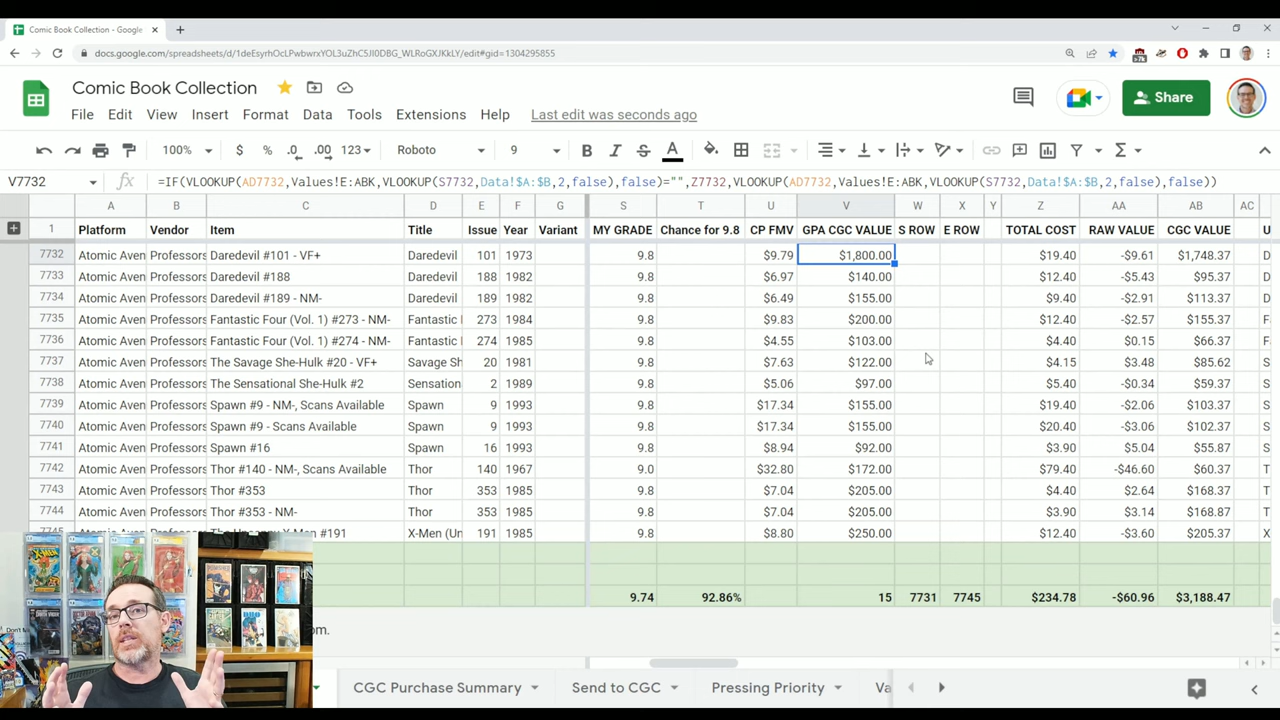 Comic Book Collection - Google
docs.google.com/spreadsheets/d/1deEsyrhOcLPwbwrxYOL3uZhC5JI0DBG_WLRoGXJKkLY/edit#gid=1304295855
Comic Book Collection
Share
File Edit View Insert Format Data Tools Extensions Help Last edit was seconds ago
100% $ % .0 .00 123 Roboto 9 B I S A
V7732 fx =IF(VLOOKUP(AD7732,Values!E:ABK,VLOOKUP(S7732,Data!$A:$B,2,false),false)="",Z7732,VLOOKUP(AD7732,Values!E:ABK,VLOOKUP(S7732,Data!$A:$B,2,false),false))
A B C D E F G S T U V W X Y Z AA AB AC
1 Platform Vendor Item Title Issue Year Variant MY GRADE Chance for 9.8 CP FMV GPA CGC VALUE S ROW E ROW TOTAL COST RAW VALUE CGC VALUE U
7732 Atomic Aven Professors Daredevil #101 - VF+ Daredevil 101 1973 9.8 $9.79 $1,800.00 $19.40 -$9.61 $1,748.37 D
7733 Atomic Aven Professors Daredevil #188 Daredevil 188 1982 9.8 $6.97 $140.00 $12.40 -$5.43 $95.37 D
7734 Atomic Aven Professors Daredevil #189 - NM- Daredevil 189 1982 9.8 $6.49 $155.00 $9.40 -$2.91 $113.37 D
7735 Atomic Aven Professors Fantastic Four (Vol. 1) #273 - NM- Fantastic 273 1984 9.8 $9.83 $200.00 $12.40 -$2.57 $155.37 F
7736 Atomic Aven Professors Fantastic Four (Vol. 1) #274 - NM- Fantastic 274 1985 9.8 $4.55 $103.00 $4.40 $0.15 $66.37 F
7737 Atomic Aven Professors The Savage She-Hulk #20 - VF+ Savage Sh 20 1981 9.8 $7.63 $122.00 $4.15 $3.48 $85.62 S
7738 Atomic Aven Professors The Sensational She-Hulk #2 Sensation 2 1989 9.8 $5.06 $97.00 $5.40 -$0.34 $59.37 S
7739 Atomic Aven Professors Spawn #9 - NM-, Scans Available Spawn 9 1993 9.8 $17.34 $155.00 $19.40 -$2.06 $103.37 S
7740 Atomic Aven Professors Spawn #9 - Scans Available Spawn 9 1993 9.8 $17.34 $155.00 $20.40 -$3.06 $102.37 S
7741 Atomic Aven Professors Spawn #16 Spawn 16 1993 9.8 $8.94 $92.00 $3.90 $5.04 $55.87 S
7742 Atomic Aven Professors Thor #140 - NM-, Scans Available Thor 140 1967 9.0 $32.80 $172.00 $79.40 -$46.60 $60.37 T
7743 Atomic Aven Professors Thor #353 Thor 353 1985 9.8 $7.04 $205.00 $4.40 $2.64 $168.37 T
7744 Atomic Aven Professors Thor #353 - NM- Thor 353 1985 9.8 $7.04 $205.00 $3.90 $3.14 $168.87 T
7745 #191 X-Men (Un 191 1985 9.8 $8.80 $250.00 $12.40 -$3.60 $205.37 X
9.74 92.86% 15 7731 7745 $234.78 -$60.96 $3,188.47
om.
CGC Purchase Summary Send to CGC Pressing Priority Va